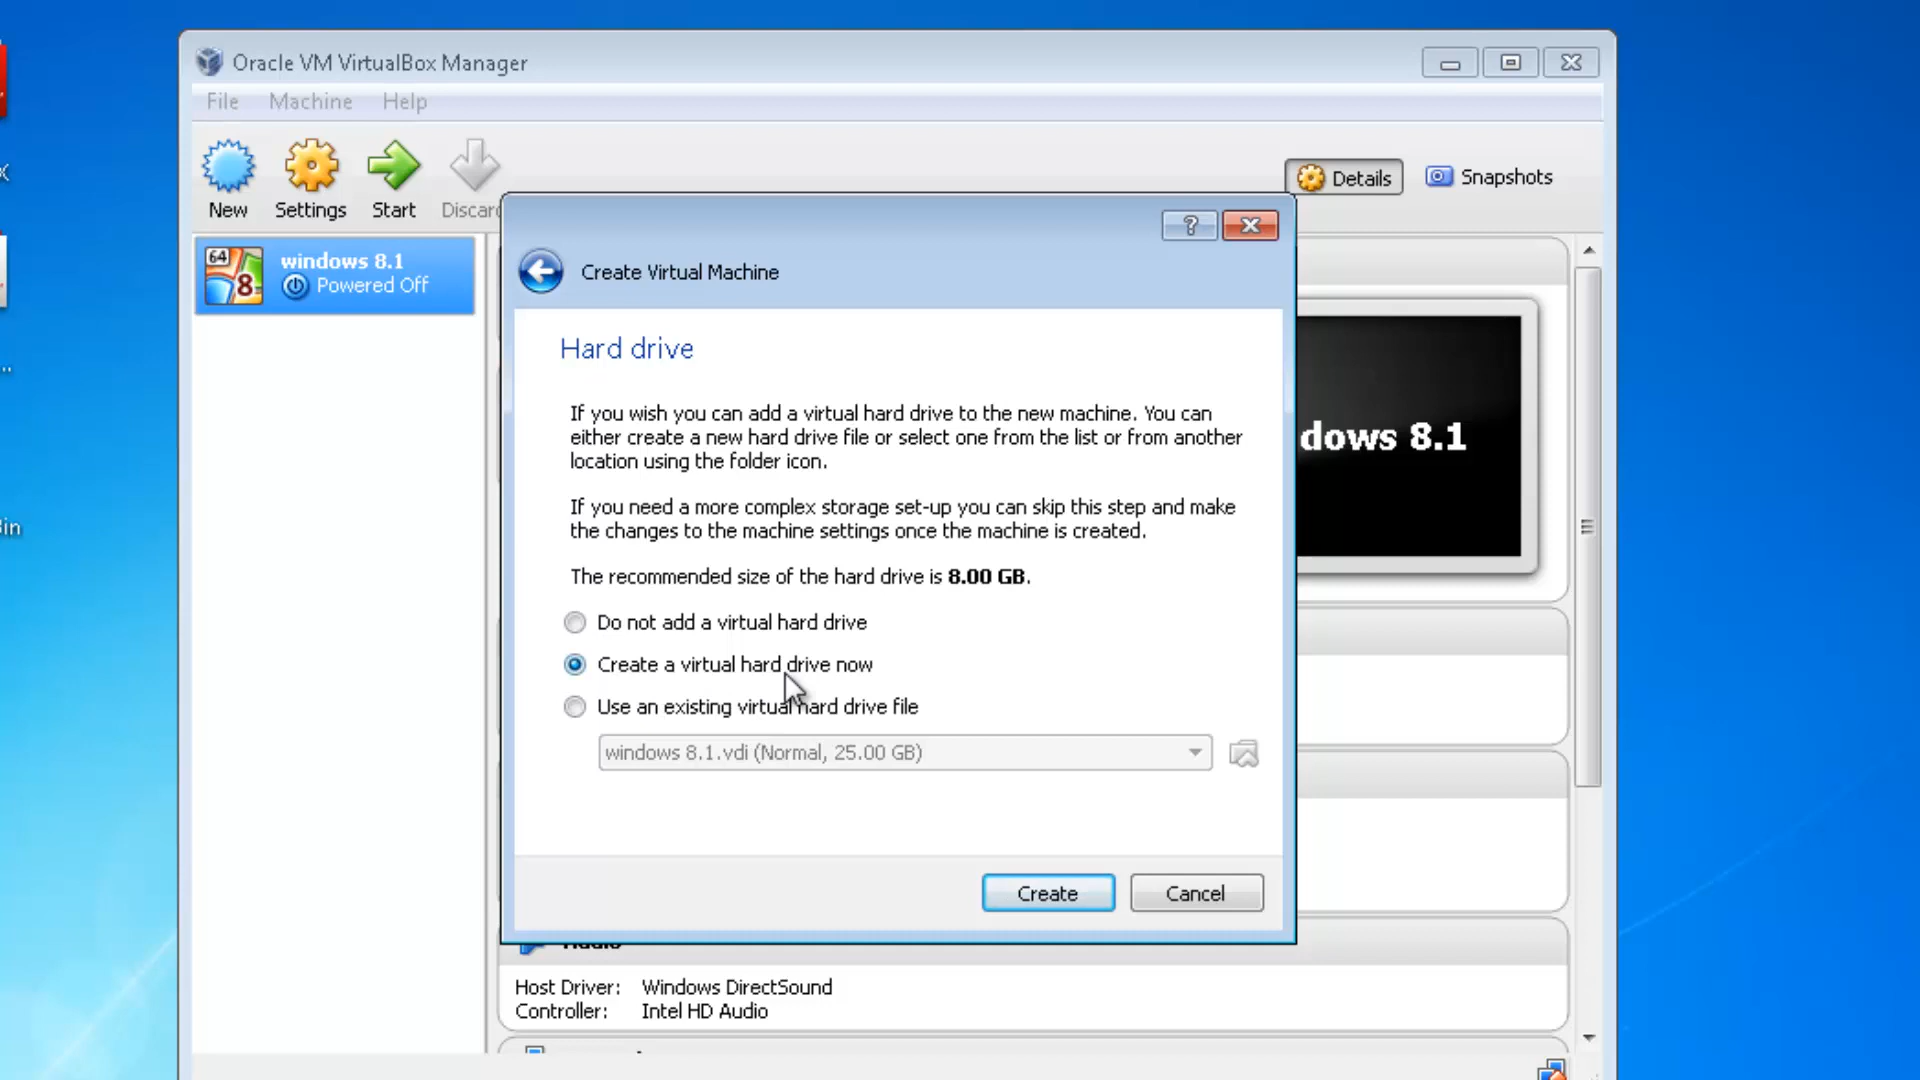 Oracle VM VirtualBox Manager
File Machine Help
New Settings Start Discard
Details Snapshots
64
8
windows 8.1
Powered Off
?
Create Virtual Machine
Hard drive
If you wish you can add a virtual hard drive to the new machine. You can
either create a new hard drive file or select one from the list or from another
location using the folder icon.
If you need a more complex storage set-up you can skip this step and make
the changes to the machine settings once the machine is created.
The recommended size of the hard drive is 8.00 GB.
Do not add a virtual hard drive
Create a virtual hard drive now
Use an existing virtual hard drive file
windows 8.1.vdi (Normal, 25.00 GB)
Create Cancel
dows 8.1
Audio
Host Driver: Windows DirectSound
Controller: Intel HD Audio